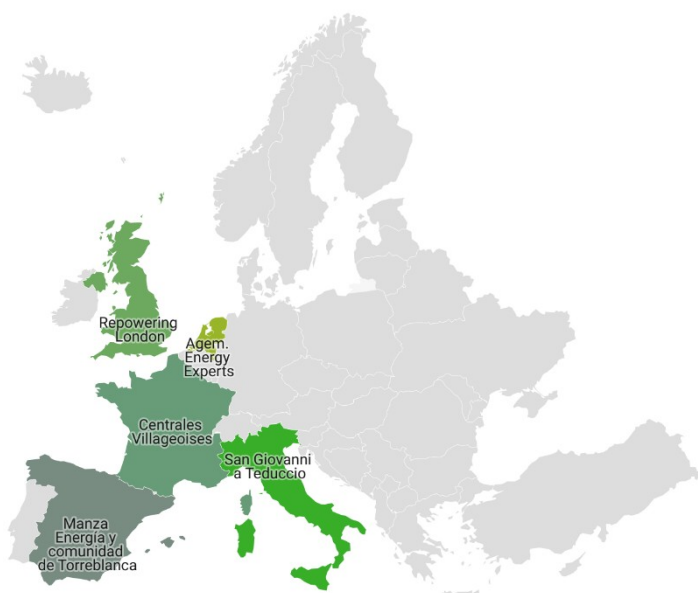 Repowering
London
Agem.
Energy
Experts
Centrales
Villageoises
San Giovanni
a Teduccio
Manza
Energía y
comunidad
de Torreblanca